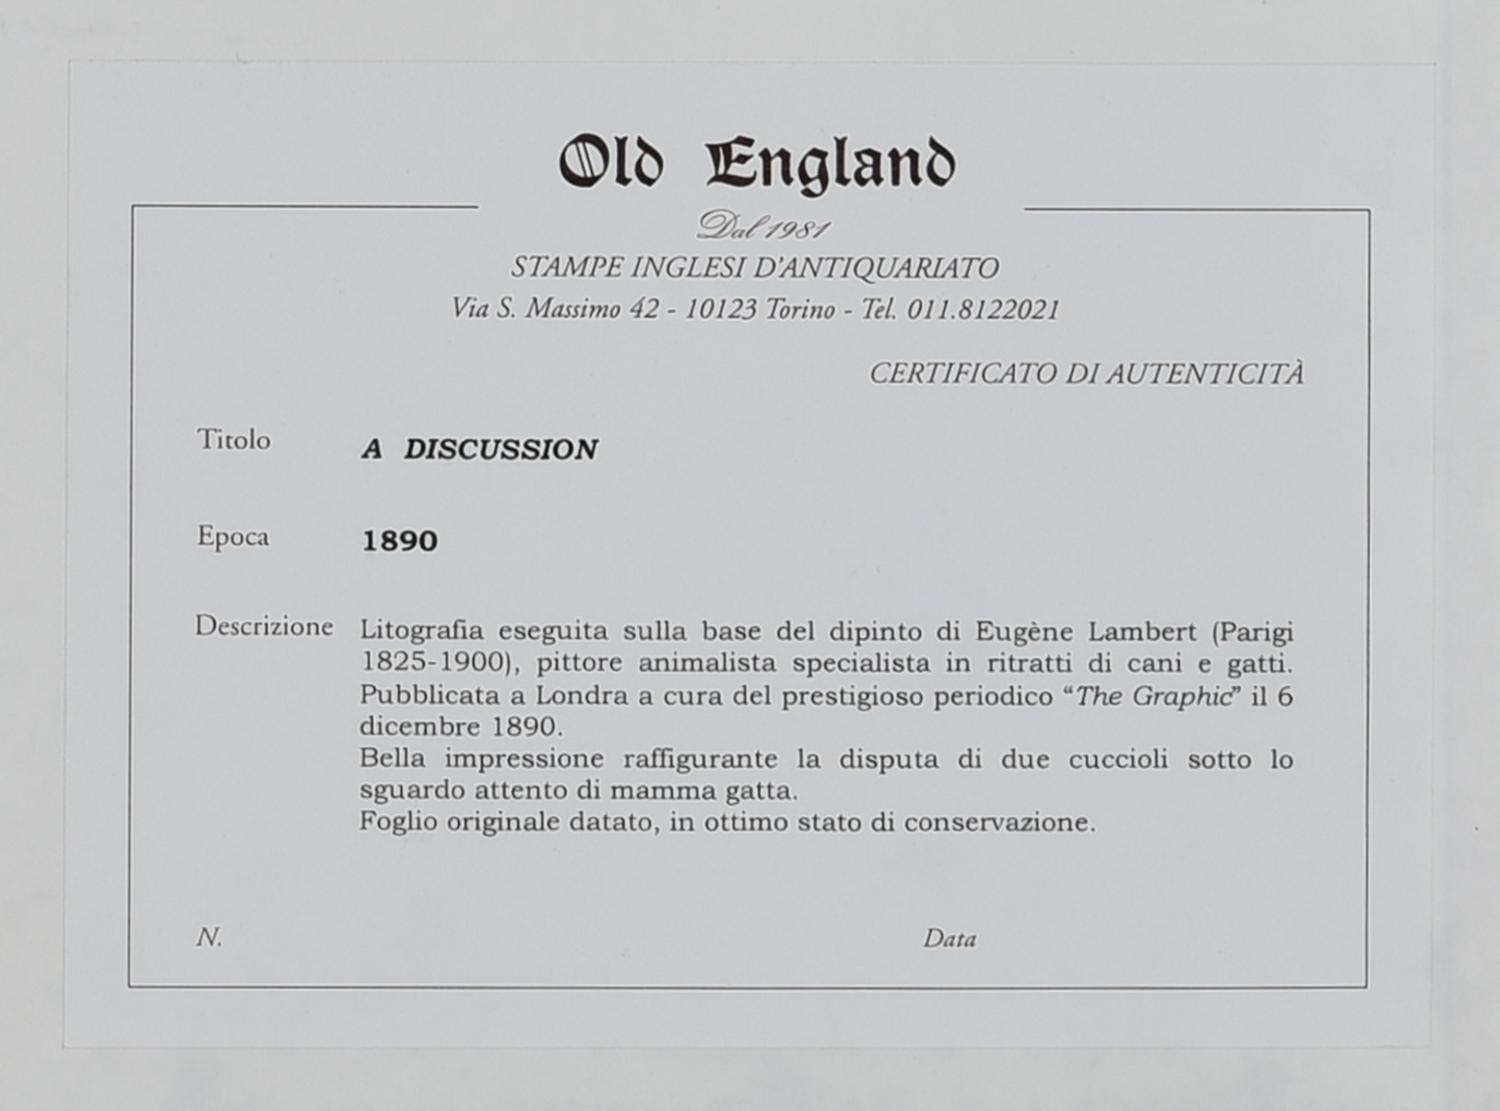 Old England
Dal 1981
STAMPE INGLESI D'ANTIQUARIATO
Via S. Massimo 42 - 10123 Torino - Tel. 011.8122021
CERTIFICATO DI AUTENTICITÀ
Titolo A DISCUSSION
Epoca 1890
Descrizione Litografia eseguita sulla base del dipinto di Eugène Lambert (Parigi
1825-1900), pittore animalista specialista in ritratti di cani e gatti.
Pubblicata a Londra a cura del prestigioso periodico “The Graphic” il 6
dicembre 1890.
Bella impressione raffigurante la disputa di due cuccioli sotto lo
sguardo attento di mamma gatta.
Foglio originale datato, in ottimo stato di conservazione.
N. Data